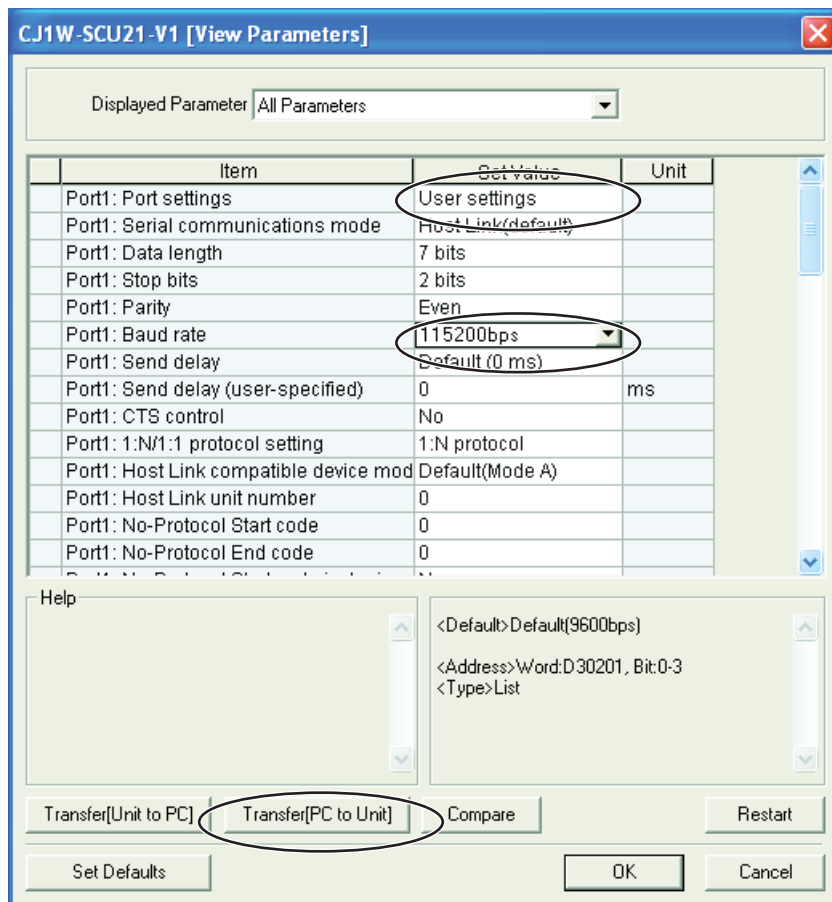 CJ1W-SCU21-V1 [View Parameters]
Displayed Parameter All Parameters
Item Set Value Unit
Port1: Port settings User settings
Port1: Serial communications mode Host Link(default)
Port1: Data length 7 bits
Port1: Stop bits 2 bits
Port1: Parity Even
Port1: Baud rate 115200bps
Port1: Send delay Default (0 ms)
Port1: Send delay (user-specified) 0 ms
Port1: CTS control No
Port1: 1:N/1:1 protocol setting 1:N protocol
Port1: Host Link compatible device mod Default(Mode A)
Port1: Host Link unit number 0
Port1: No-Protocol Start code 0
Port1: No-Protocol End code 0
Help
<Default>Default(9600bps)
<Address>Word:D30201, Bit:0-3
<Type>List
Transfer[Unit to PC] Transfer[PC to Unit] Compare Restart
Set Defaults OK Cancel